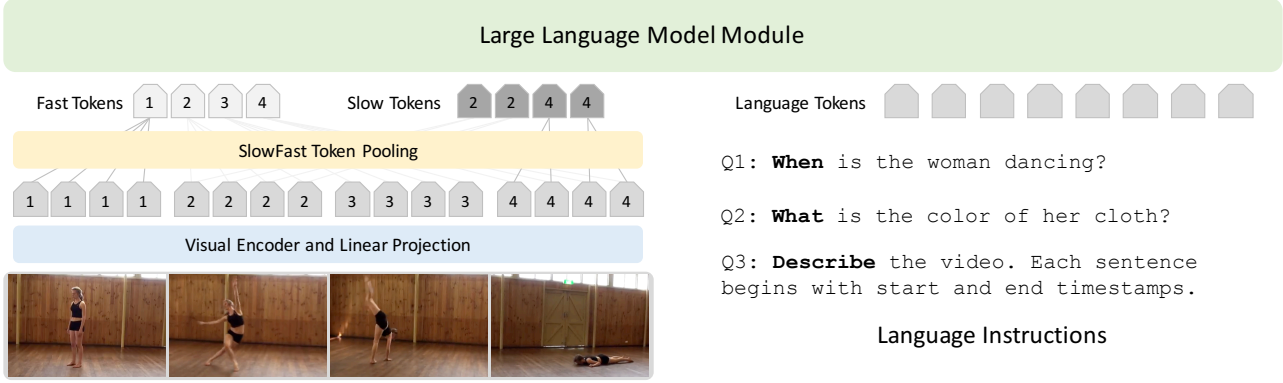 Large Language Model Module
Fast Tokens 1 2 3 4 Slow Tokens 2 2 4 4 Language Tokens
SlowFast Token Pooling
1 1 1 1 2 2 2 2 3 3 3 3 4 4 4 4
Visual Encoder and Linear Projection
Q1: When is the woman dancing?
Q2: What is the color of her cloth?
Q3: Describe the video. Each sentence
begins with start and end timestamps.
Language Instructions